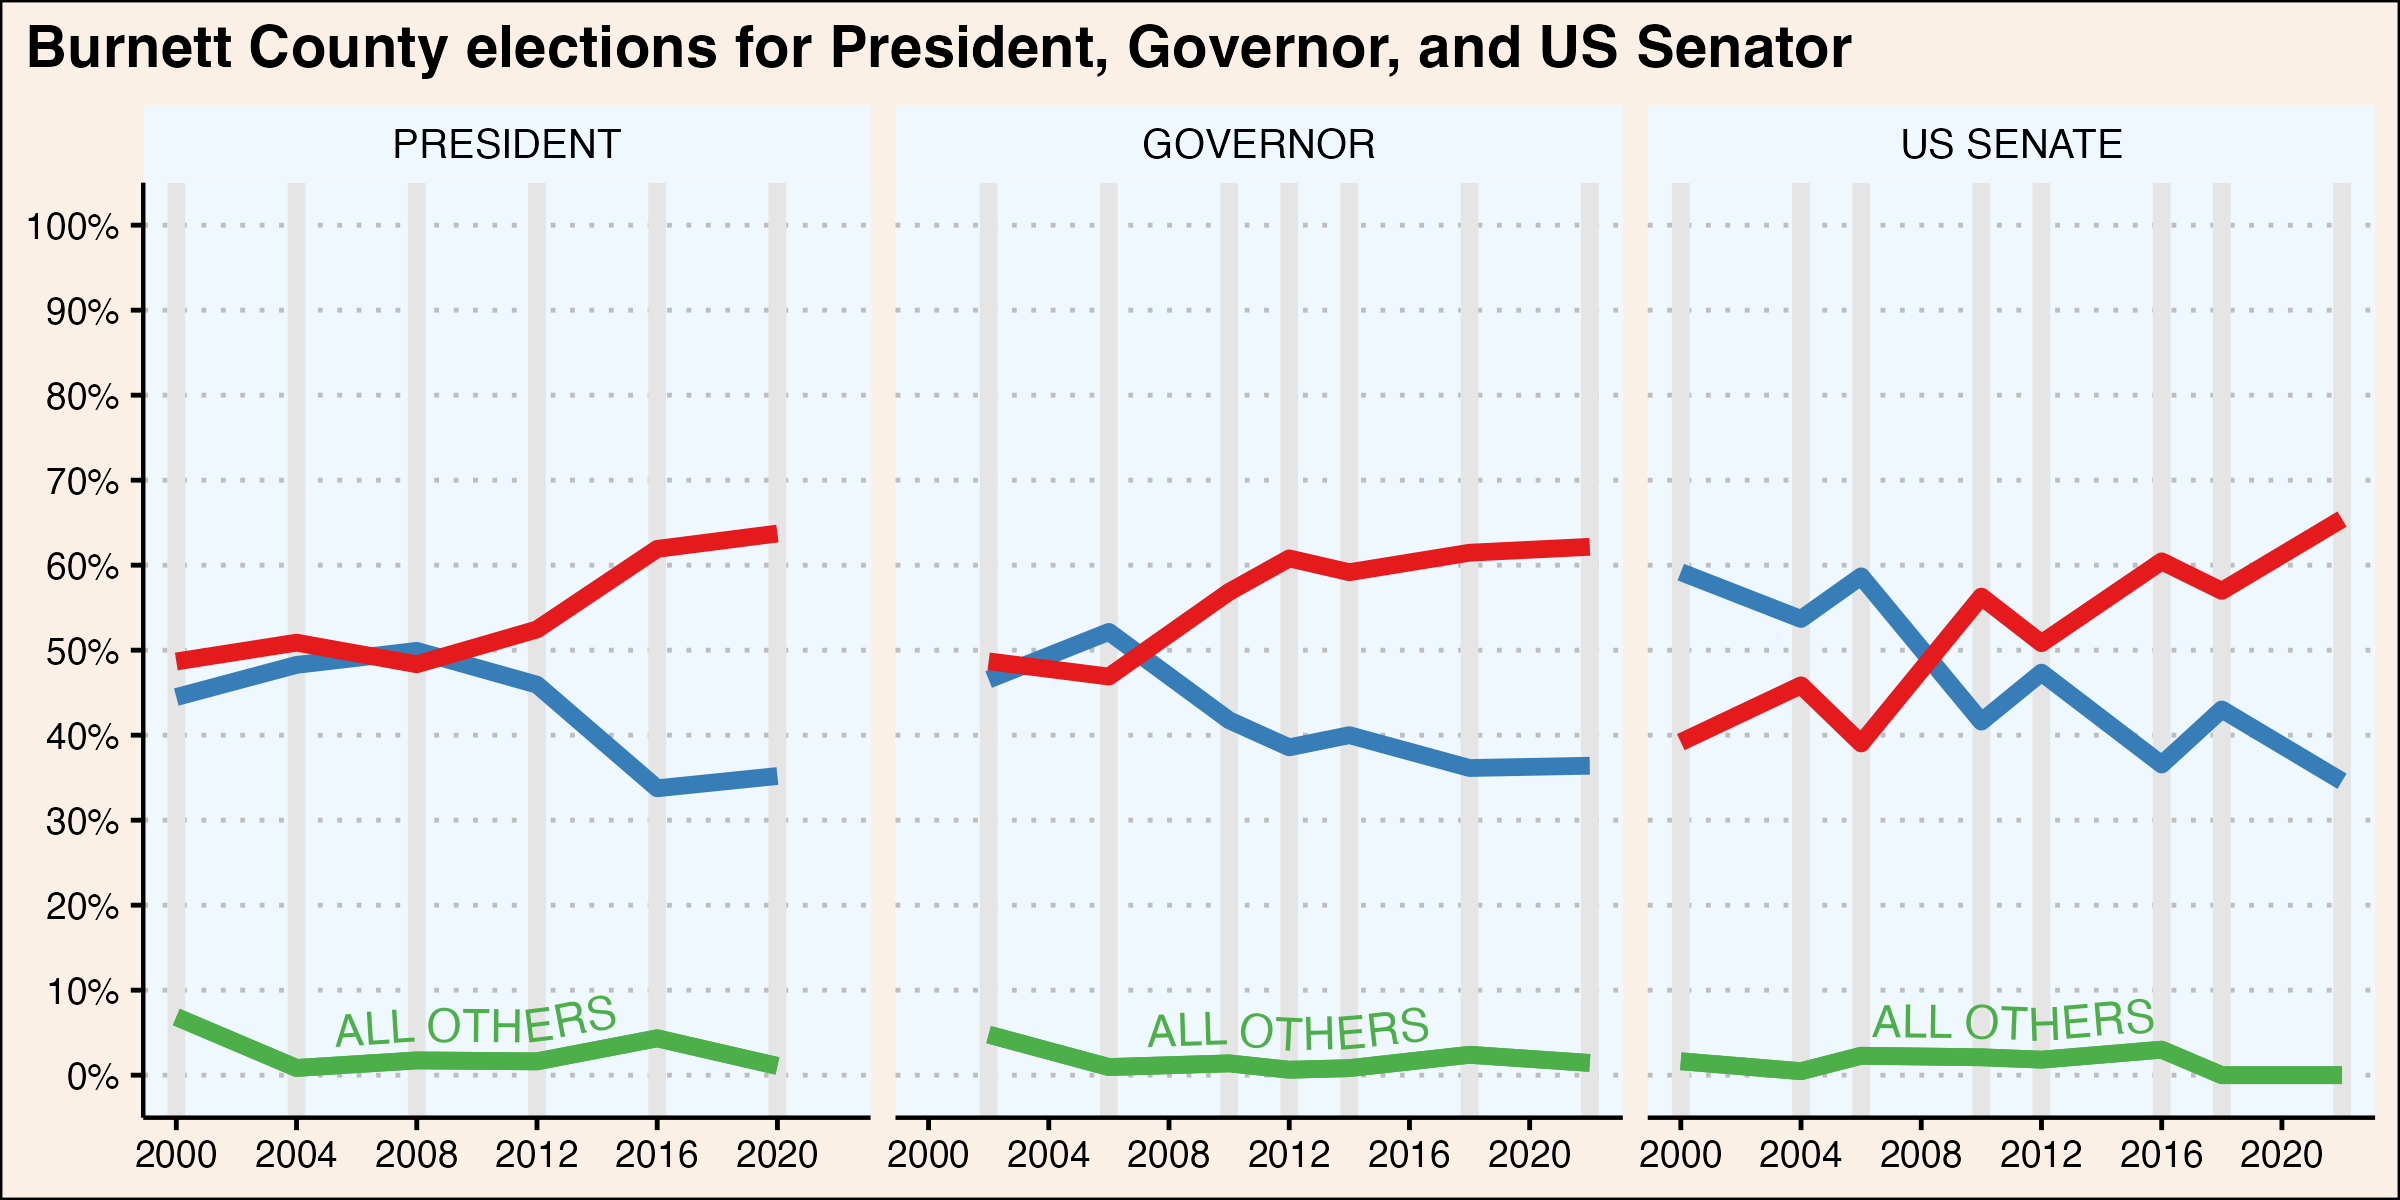 Burnett County elections for President, Governor, and US Senator
PRESIDENT
GOVERNOR
US SENATE
100%
90%
80%
70%
60%
50%
40%
30%
20%
10%
0%
ALL OTHERS
ALL OTHERS
ALL OTHERS
2000 2004 2008 2012 2016 2020
2000 2004 2008 2012 2016 2020
2000 2004 2008 2012 2016 2020